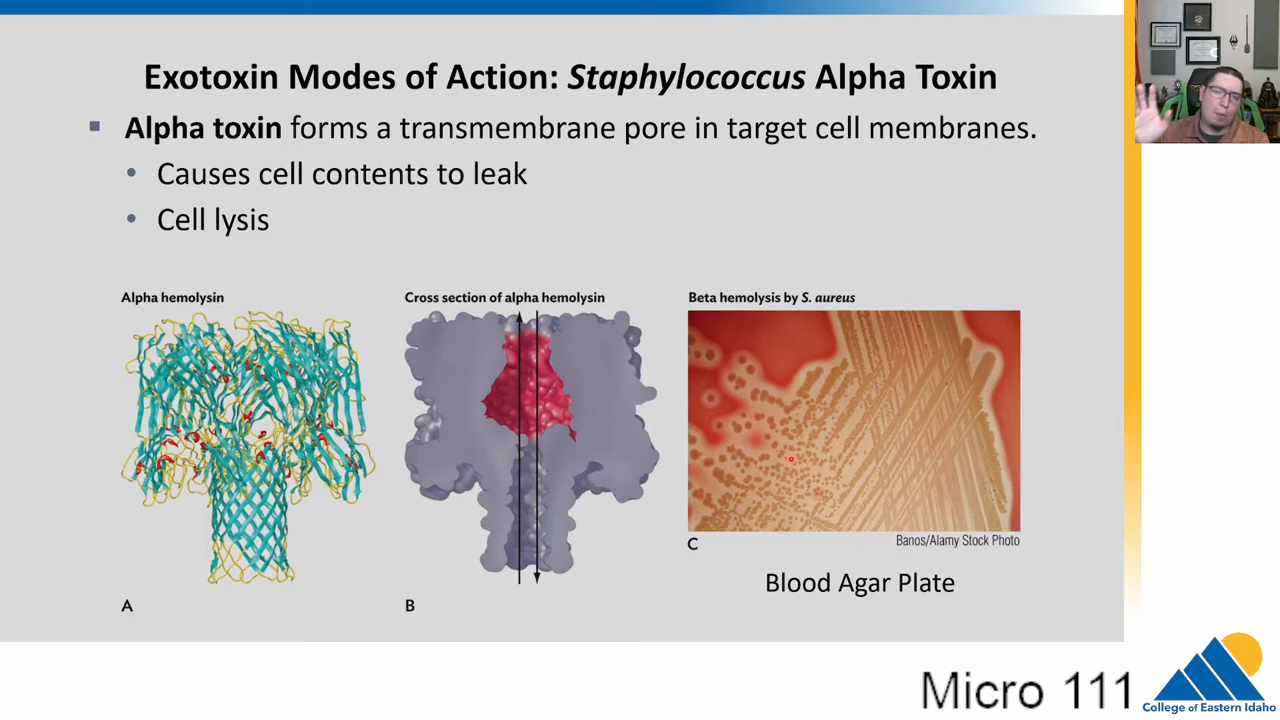 Exotoxin Modes of Action: Staphylococcus Alpha Toxin
▪ Alpha toxin forms a transmembrane pore in target cell membranes.
• Causes cell contents to leak
• Cell lysis
Alpha hemolysin
Cross section of alpha hemolysin
Beta hemolysis by S. aureus
A
B
C
Banos/Alamy Stock Photo
Blood Agar Plate
Micro 111
College of Eastern Idaho